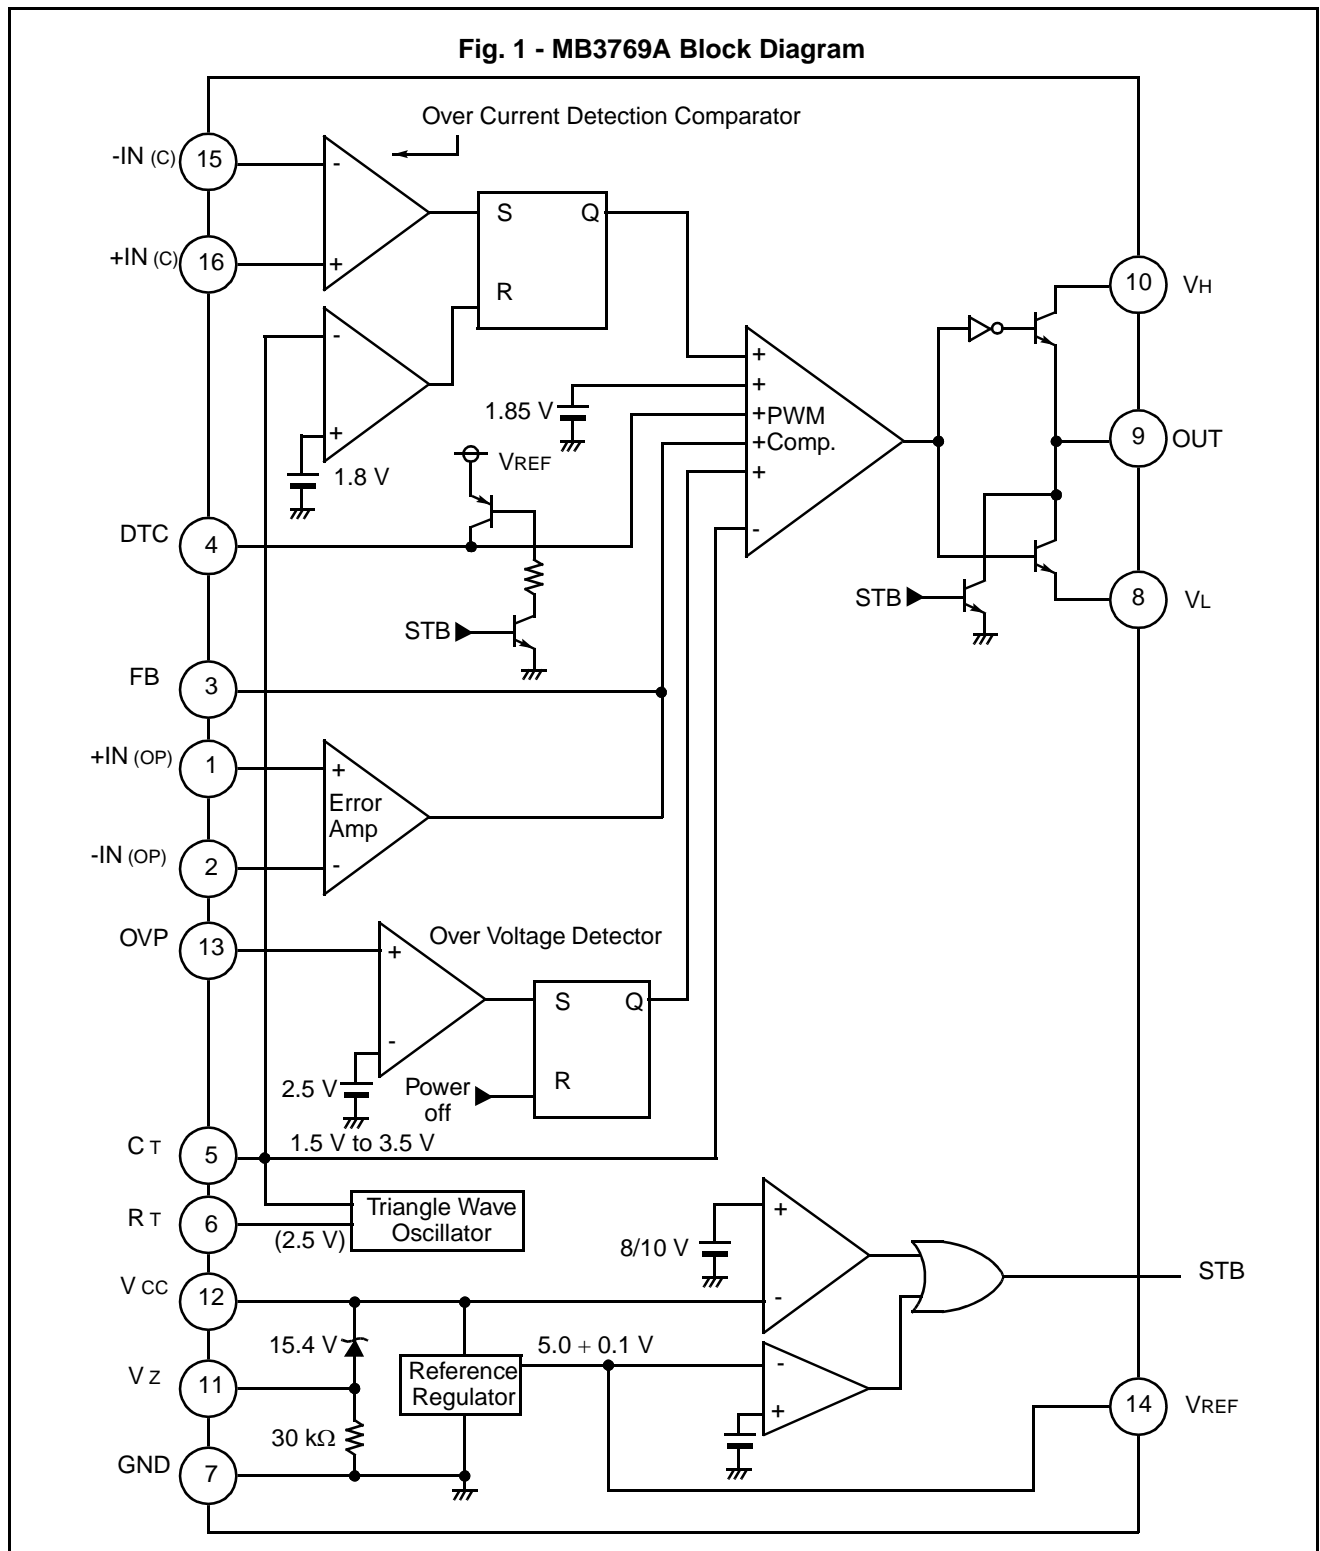 Fig. 1 - MB3769A Block Diagram
Over Current Detection Comparator
-IN (C)
15
-
S
Q
+IN (C)
16
+
R
10
VH
-
+
+
1.85 V
+PWM
+Comp.
+
-
9
OUT
+
1.8 V
VREF
DTC
4
STB
STB
8
VL
FB
3
+IN (OP)
1
+
Error
Amp
-IN (OP)
2
-
OVP
13
+
Over Voltage Detector
S
Q
-
2.5 V
Power
off
R
CT
5
1.5 V to 3.5 V
RT
6
(2.5 V)
Triangle Wave
Oscillator
+
8/10 V
-
STB
VCC
12
15.4 V
5.0 + 0.1 V
Reference
Regulator
-
+
VZ
11
14
VREF
30 kΩ
GND
7